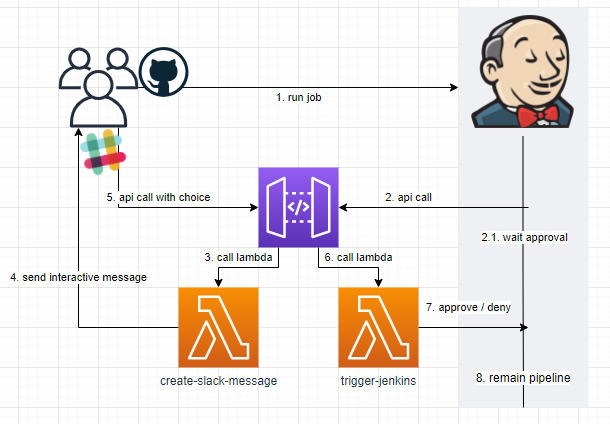 1. run job
5. api call with choice
2. api call
2.1. wait approval
3. call lambda
6. call lambda
4. send interactive message
7. approve / deny
create-slack-message
trigger-jenkins
8. remain pipeline